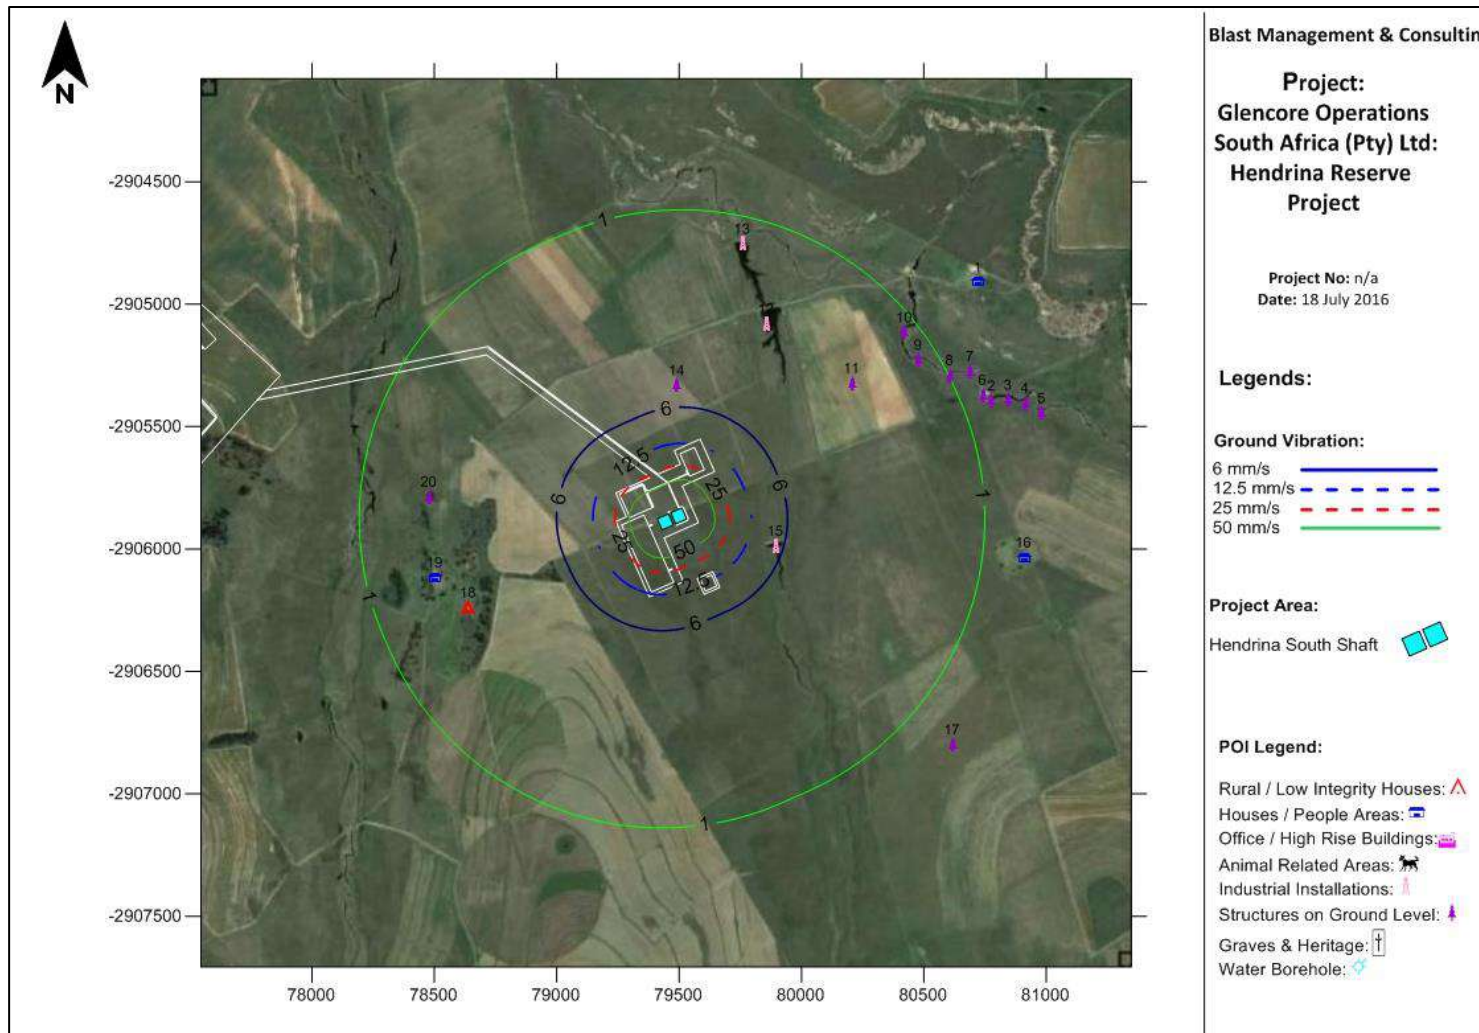 N
-2904500
-2905000
-2905500
-2906000
-2906500
-2907000
-2907500
78000
78500
79000
79500
80000
80500
81000
1
1
1
1
6
6
6
6
12.5
12.5
25
25
50
13
1
10
9
8
7
6
2
3
4
5
11
14
15
16
17
18
19
20
Blast Management & Consultin
Project:
Glencore Operations
South Africa (Pty) Ltd:
Hendrina Reserve
Project
Project No: n/a
Date: 18 July 2016
Legends:
Ground Vibration:
6 mm/s
12.5 mm/s
25 mm/s
50 mm/s
Project Area:
Hendrina South Shaft
POI Legend:
Rural / Low Integrity Houses:
Houses / People Areas:
Office / High Rise Buildings:
Animal Related Areas:
Industrial Installations:
Structures on Ground Level:
Graves & Heritage:
Water Borehole: